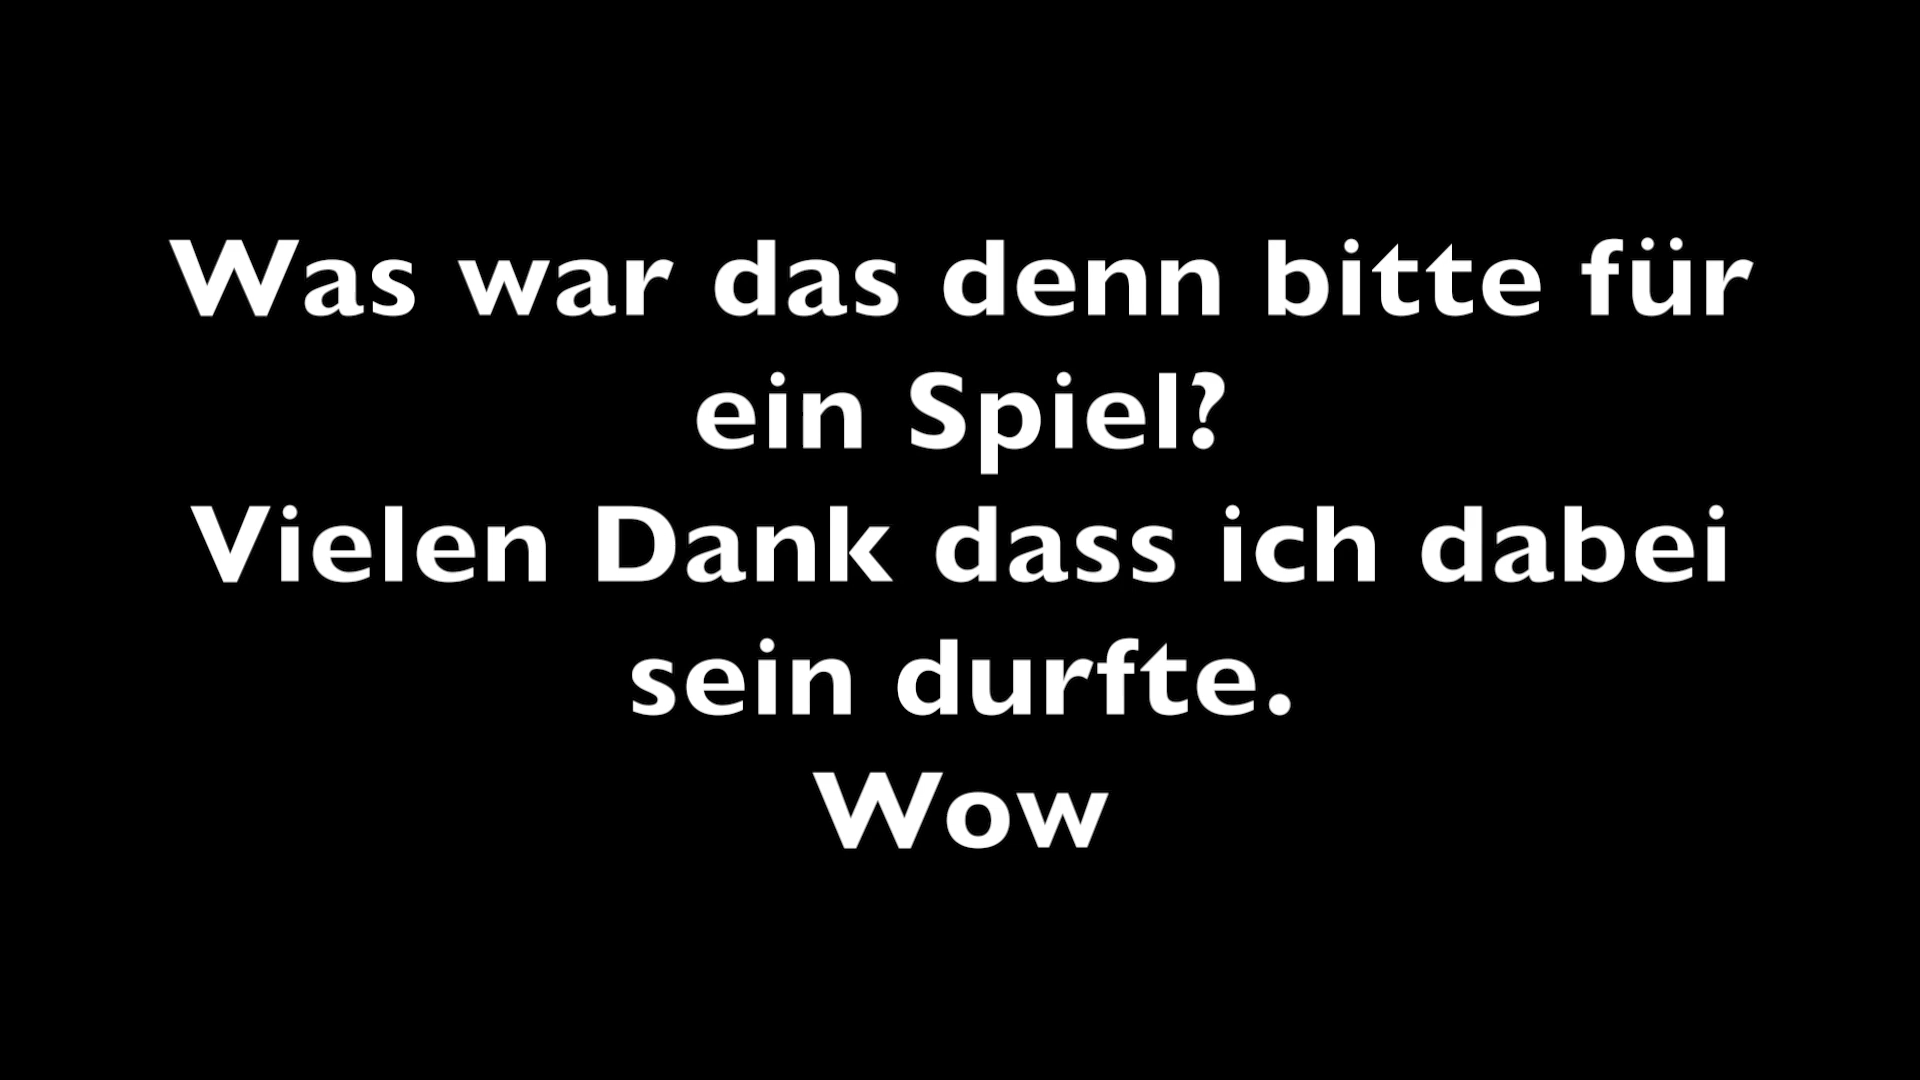 Was war das denn bitte für
ein Spiel?
Vielen Dank dass ich dabei
sein durfte.
Wow